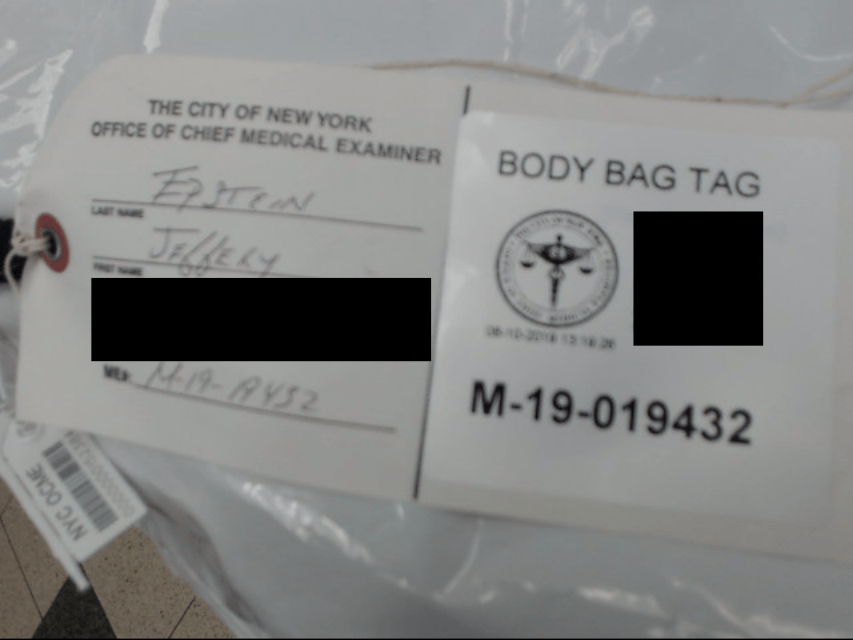 THE CITY OF NEW YORK
OFFICE OF CHIEF MEDICAL EXAMINER
EPSTEIN
LAST NAME
Jeffery
FIRST NAME
M.E.#
M-19-19432
BODY BAG TAG
M-19-019432
NYC OCME